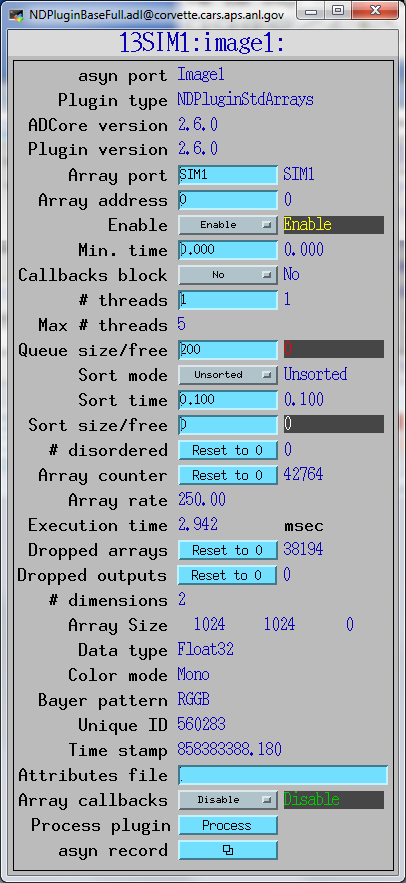 NDPluginBaseFull.adl@corvette.cars.aps.anl.gov
13SIM1:image1:
asyn port Image1
Plugin type NDPluginStdArrays
ADCore version 2.6.0
Plugin version 2.6.0
Array port SIM1 SIM1
Array address 0 0
Enable Enable Enable
Min. time 0.000 0.000
Callbacks block No No
# threads 1 1
Max # threads 5
Queue size/free 200 0
Sort mode Unsorted Unsorted
Sort time 0.100 0.100
Sort size/free 0 0
# disordered Reset to 0 0
Array counter Reset to 0 42764
Array rate 250.00
Execution time 2.942 msec
Dropped arrays Reset to 0 38194
Dropped outputs Reset to 0 0
# dimensions 2
Array Size 1024 1024 0
Data type Float32
Color mode Mono
Bayer pattern RGGB
Unique ID 560283
Time stamp 858383388.180
Attributes file
Array callbacks Disable Disable
Process plugin Process
asyn record